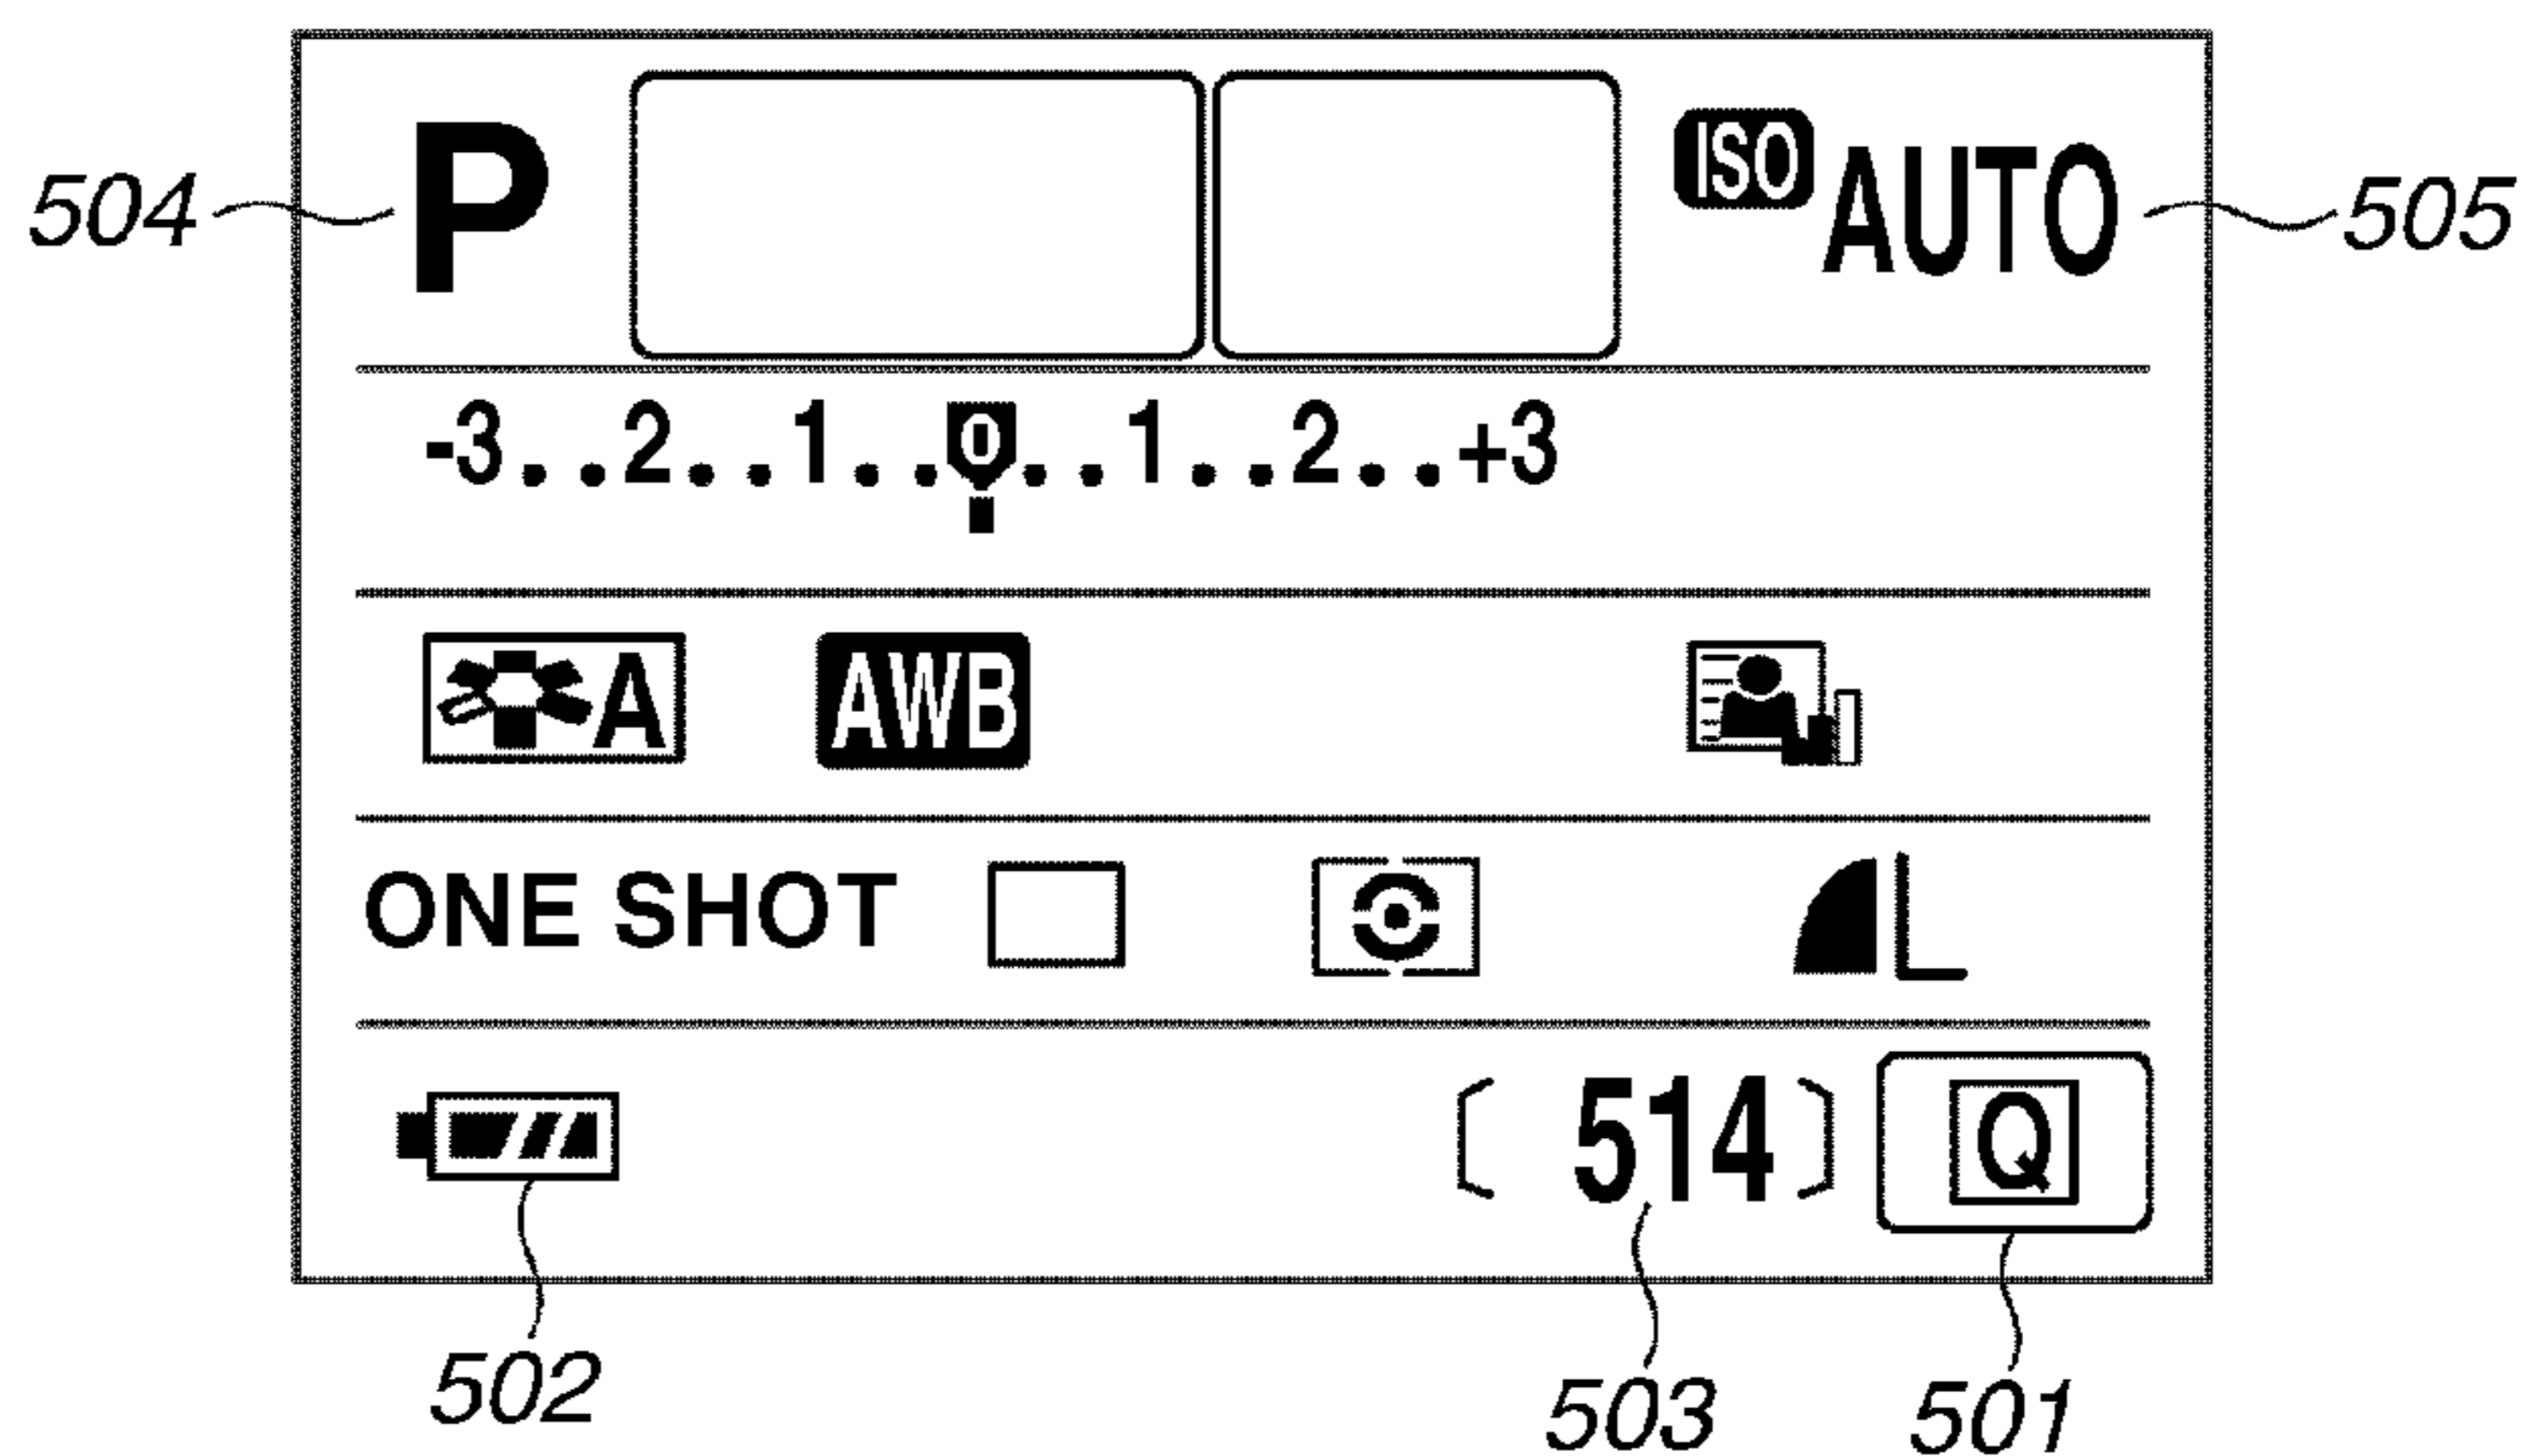 504 P ISO AUTO 505
-3..2..1..0..1..2..+3
A AWB
ONE SHOT L
[ 514 ] Q
502 503 501